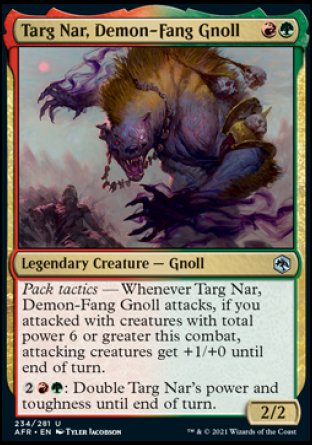 Targ Nar, Demon-Fang Gnoll
Legendary Creature — Gnoll
Pack tactics — Whenever Targ Nar,
Demon-Fang Gnoll attacks, if you
attacked with creatures with total
power 6 or greater this combat,
attacking creatures get +1/+0 until
end of turn.
2 : Double Targ Nar's power and
toughness until end of turn.
2/2
234/281 U
AFR • EN TYLER JACOBSON
™ & © 2021 Wizards of the Coast